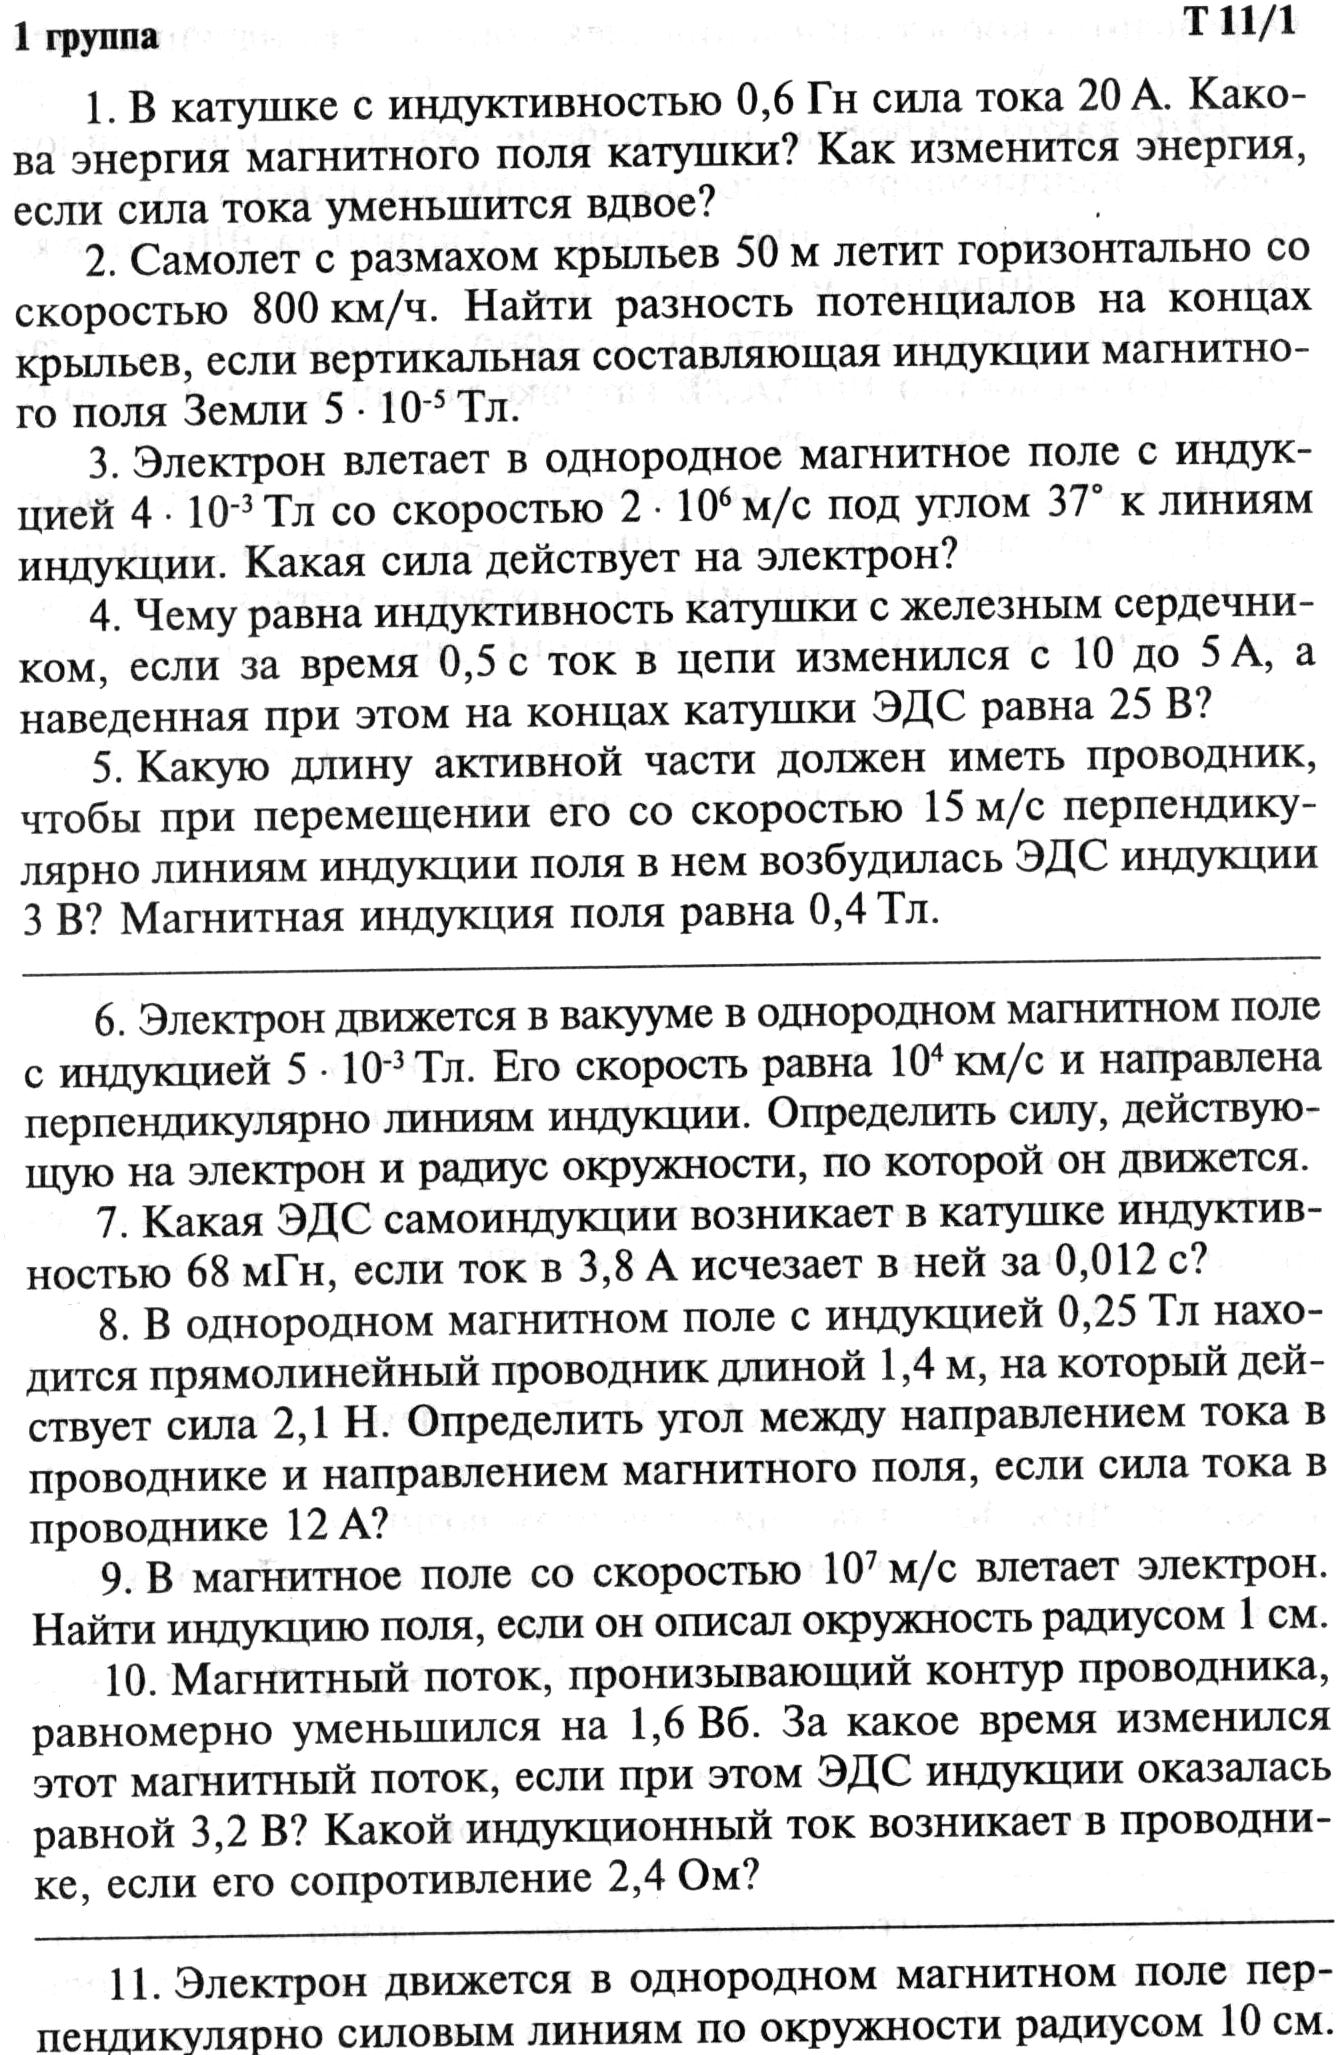 1 группа
Т 11/1
1. В катушке с индуктивностью 0,6 Гн сила тока 20 А. Како-
ва энергия магнитного поля катушки? Как изменится энергия,
если сила тока уменьшится вдвое?
2. Самолет с размахом крыльев 50 м летит горизонтально со
скоростью 800 км/ч. Найти разность потенциалов на концах
крыльев, если вертикальная составляющая индукции магнитно-
го поля Земли 5 · 10⁻⁵ Тл.
3. Электрон влетает в однородное магнитное поле с индук-
цией 4 · 10⁻³ Тл со скоростью 2 · 10⁶ м/с под углом 37° к линиям
индукции. Какая сила действует на электрон?
4. Чему равна индуктивность катушки с железным сердечни-
ком, если за время 0,5 с ток в цепи изменился с 10 до 5 А, а
наведенная при этом на концах катушки ЭДС равна 25 В?
5. Какую длину активной части должен иметь проводник,
чтобы при перемещении его со скоростью 15 м/с перпендику-
лярно линиям индукции поля в нем возбудилась ЭДС индукции
3 В? Магнитная индукция поля равна 0,4 Тл.
6. Электрон движется в вакууме в однородном магнитном поле
с индукцией 5 · 10⁻³ Тл. Его скорость равна 10⁴ км/с и направлена
перпендикулярно линиям индукции. Определить силу, действую-
щую на электрон и радиус окружности, по которой он движется.
7. Какая ЭДС самоиндукции возникает в катушке индуктив-
ностью 68 мГн, если ток в 3,8 А исчезает в ней за 0,012 с?
8. В однородном магнитном поле с индукцией 0,25 Тл нахо-
дится прямолинейный проводник длиной 1,4 м, на который дей-
ствует сила 2,1 Н. Определить угол между направлением тока в
проводнике и направлением магнитного поля, если сила тока в
проводнике 12 А?
9. В магнитное поле со скоростью 10⁷ м/с влетает электрон.
Найти индукцию поля, если он описал окружность радиусом 1 см.
10. Магнитный поток, пронизывающий контур проводника,
равномерно уменьшился на 1,6 Вб. За какое время изменился
этот магнитный поток, если при этом ЭДС индукции оказалась
равной 3,2 В? Какой индукционный ток возникает в проводни-
ке, если его сопротивление 2,4 Ом?
11. Электрон движется в однородном магнитном поле пер-
пендикулярно силовым линиям по окружности радиусом 10 см.